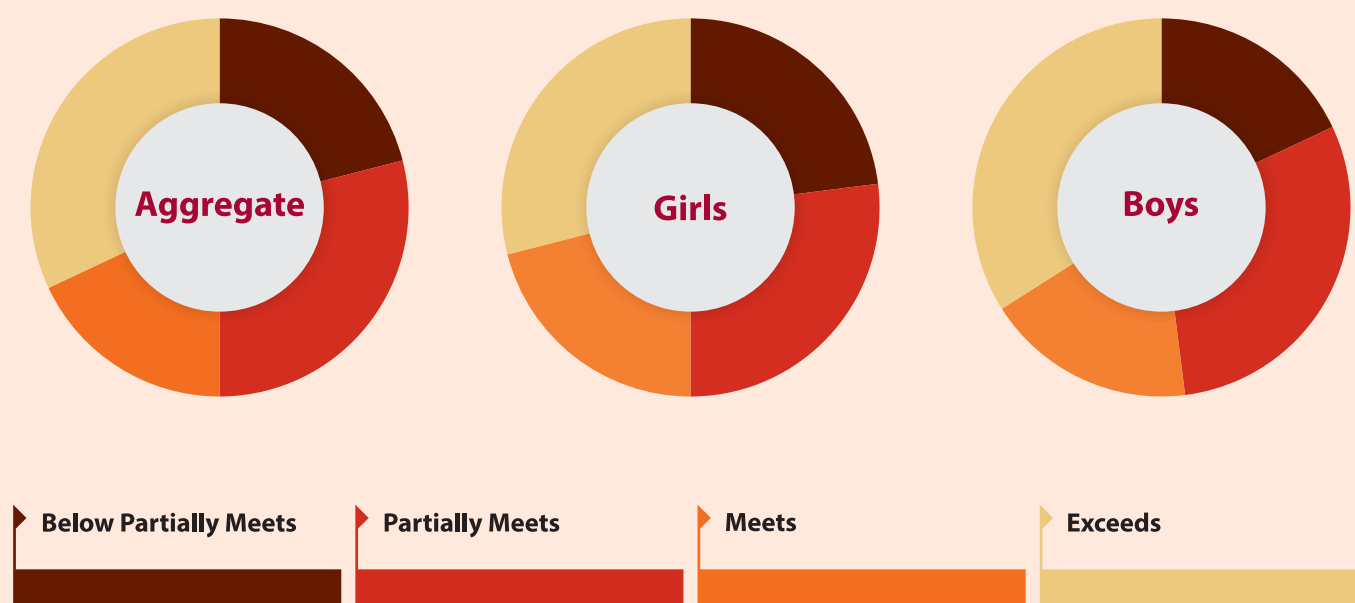 Aggregate
Girls
Boys
Below Partially Meets
Partially Meets
Meets
Exceeds